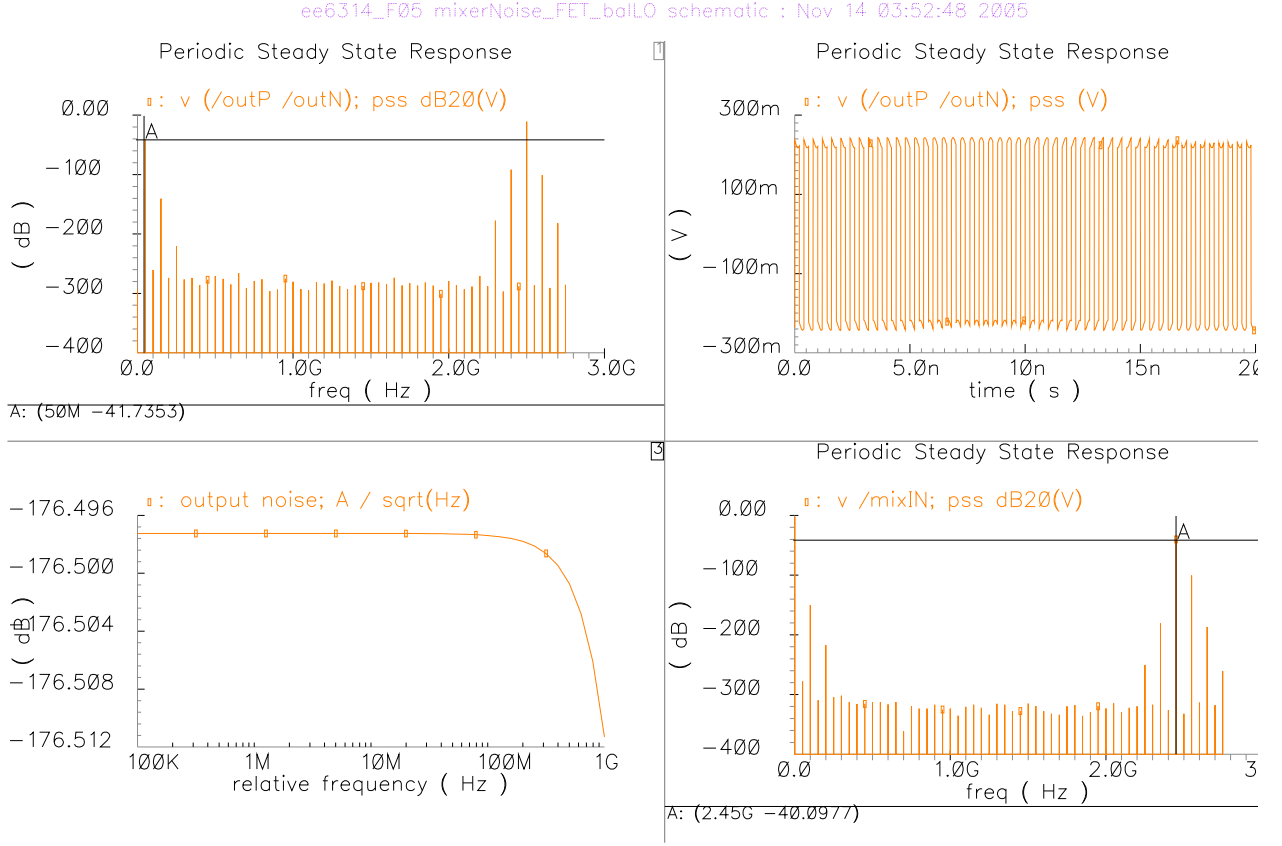 ee6314_F05 mixerNoise_FET_balLO schematic : Nov 14 03:52:48 2005
Periodic Steady State Response
1
: v (/outP /outN); pss dB20(V)
0.00
-100
-200
-300
-400
( dB )
A
0.0 1.0G 2.0G 3.0G
freq ( Hz )
A: (50M -41.7353)
Periodic Steady State Response
: v (/outP /outN); pss (V)
300m
100m
-100m
-300m
( V )
0.0 5.0n 10n 15n 20
time ( s )
3
: output noise; A / sqrt(Hz)
-176.496
-176.500
-176.504
-176.508
-176.512
( dB )
100K 1M 10M 100M 1G
relative frequency ( Hz )
Periodic Steady State Response
: v /mixIN; pss dB20(V)
0.00
-100
-200
-300
-400
( dB )
A
0.0 1.0G 2.0G 3
freq ( Hz )
A: (2.45G -40.0977)